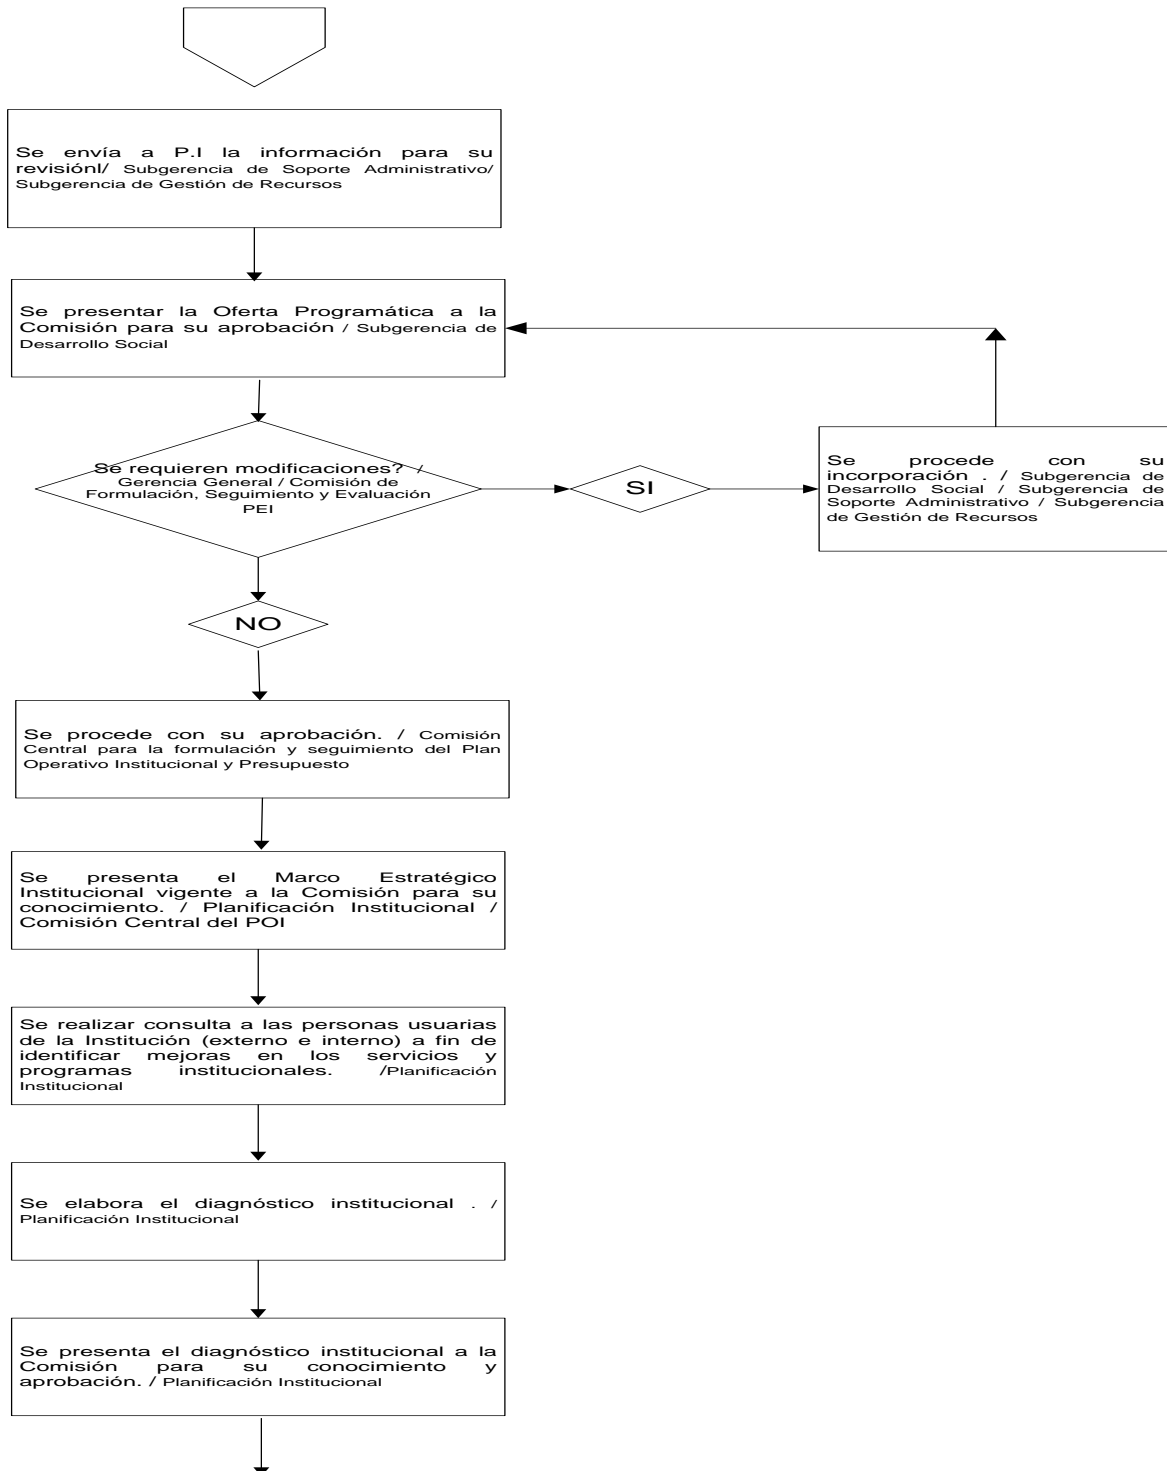 Se envía a P.I la información para su
revisiónl/ Subgerencia de Soporte Administrativo/
Subgerencia de Gestión de Recursos
Se presentar la Oferta Programática a la
Comisión para su aprobación / Subgerencia de
Desarrollo Social
Se requieren modificaciones? /
Gerencia General / Comisión de
Formulación, Seguimiento y Evaluación
PEI
SI
Se procede con su
incorporación . / Subgerencia de
Desarrollo Social / Subgerencia de
Soporte Administrativo / Subgerencia
de Gestión de Recursos
NO
Se procede con su aprobación. / Comisión
Central para la formulación y seguimiento del Plan
Operativo Institucional y Presupuesto
Se presenta el Marco Estratégico
Institucional vigente a la Comisión para su
conocimiento. / Planificación Institucional /
Comisión Central del POI
Se realizar consulta a las personas usuarias
de la Institución (externo e interno) a fin de
identificar mejoras en los servicios y
programas institucionales. /Planificación
Institucional
Se elabora el diagnóstico institucional . /
Planificación Institucional
Se presenta el diagnóstico institucional a la
Comisión para su conocimiento y
aprobación. / Planificación Institucional